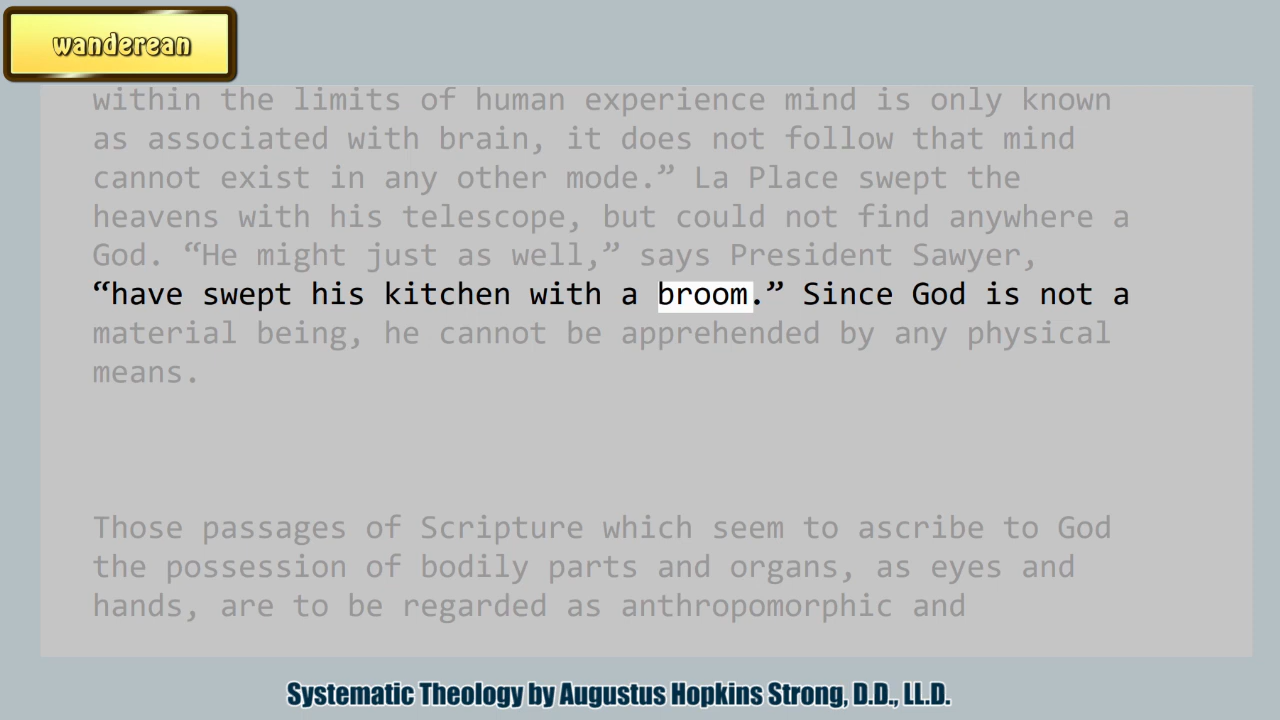 wanderean
within the limits of human experience mind is only known
as associated with brain, it does not follow that mind
cannot exist in any other mode.” La Place swept the
heavens with his telescope, but could not find anywhere a
God. “He might just as well,” says President Sawyer,
“have swept his kitchen with a broom.” Since God is not a
material being, he cannot be apprehended by any physical
means.
Those passages of Scripture which seem to ascribe to God
the possession of bodily parts and organs, as eyes and
hands, are to be regarded as anthropomorphic and
Systematic Theology by Augustus Hopkins Strong, D.D., LL.D.